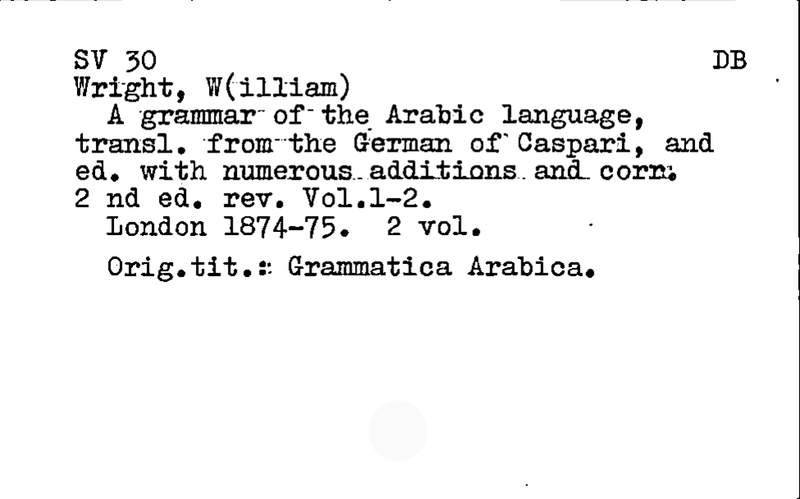 SV 30 DB
Wright, W(illiam)
A grammar of the Arabic language,
transl. from the German of Caspari, and
ed. with numerous additions and corr.
2 nd ed. rev. Vol.1-2.
London 1874-75. 2 vol.
Orig.tit.: Grammatica Arabica.